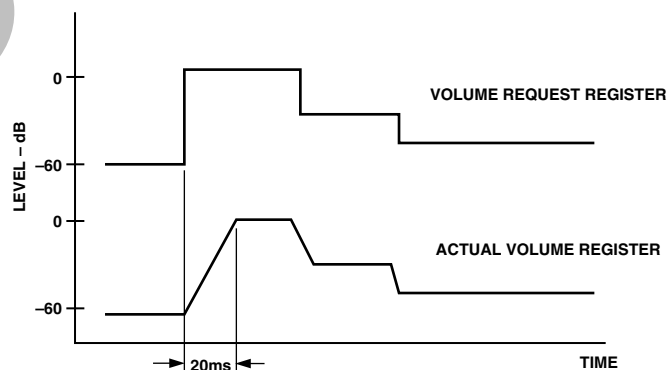 0
VOLUME REQUEST REGISTER
LEVEL – dB
–60
0
ACTUAL VOLUME REGISTER
–60
20ms
TIME